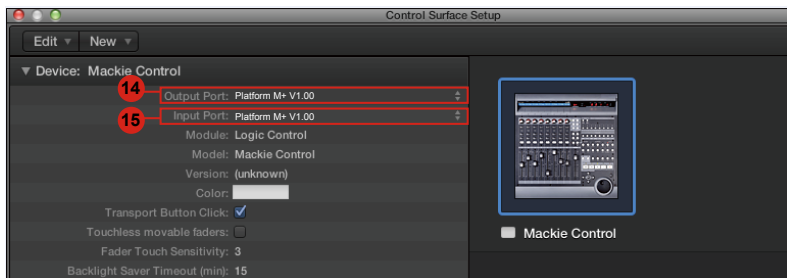 Control Surface Setup
Edit New
Device: Mackie Control
14
Output Port: Platform M+ V1.00
15
Input Port: Platform M+ V1.00
Module: Logic Control
Model: Mackie Control
Version: (unknown)
Color:
Transport Button Click:
Touchless movable faders:
Fader Touch Sensitivity: 3
Backlight Saver Timeout (min): 15
Mackie Control